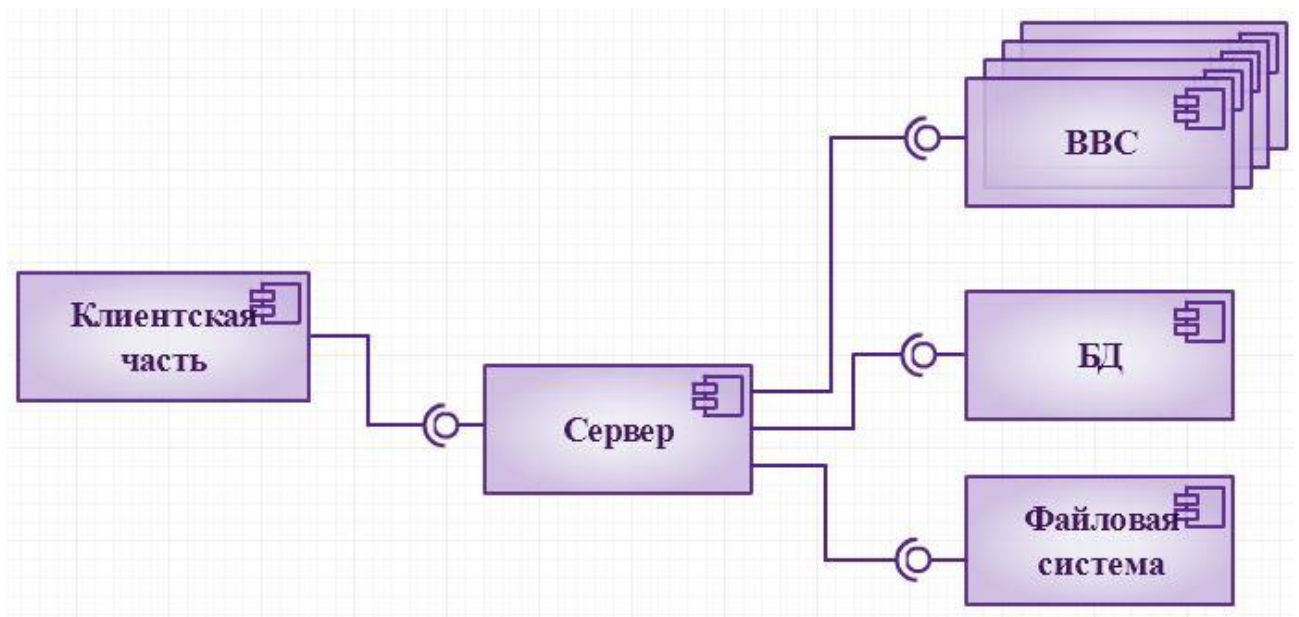 ВВС
Клиентская
часть
БД
Сервер
Файловая
система